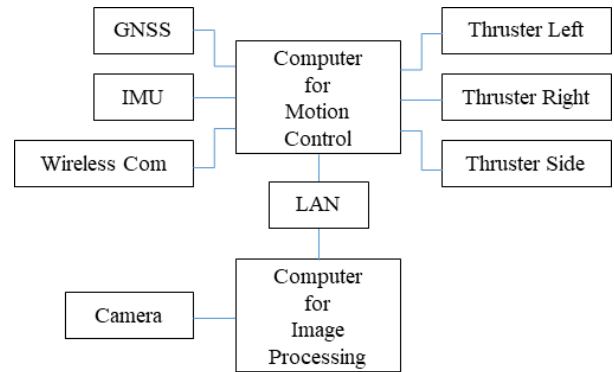 GNSS
IMU
Wireless Com
Computer
for
Motion
Control
Thruster Left
Thruster Right
Thruster Side
LAN
Camera
Computer
for
Image
Processing